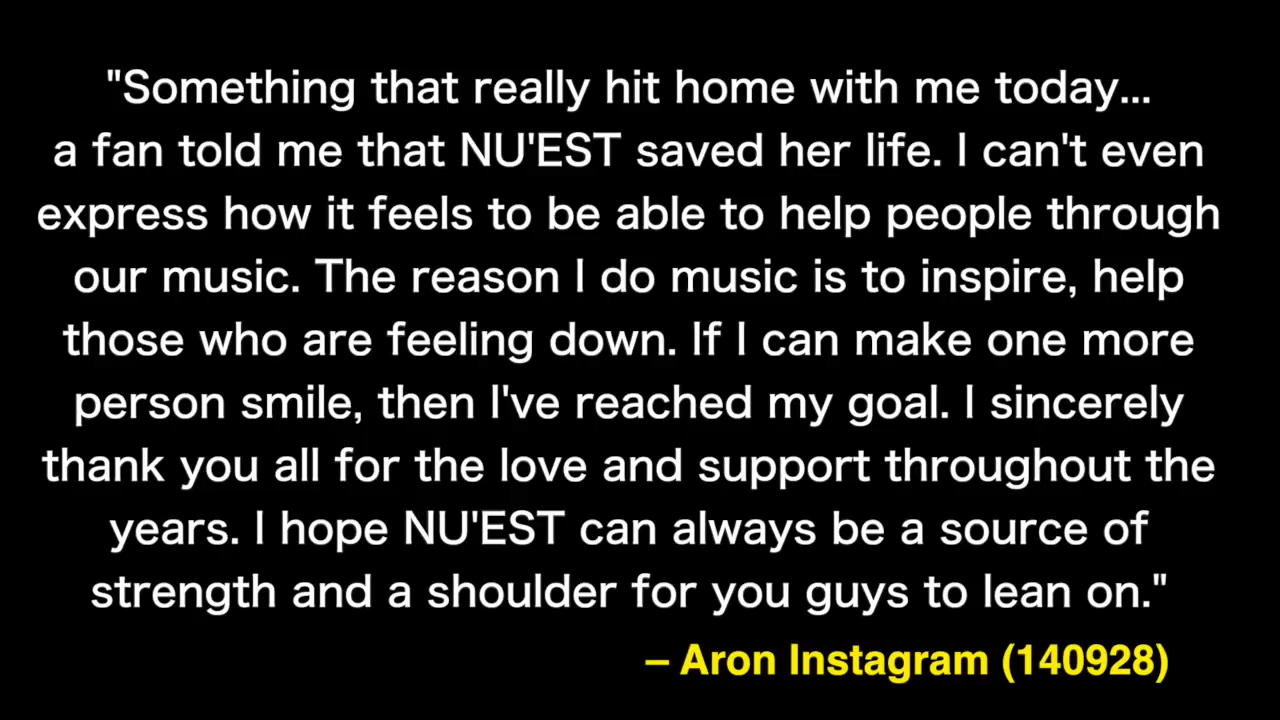 "Something that really hit home with me today...
a fan told me that NU'EST saved her life. I can't even
express how it feels to be able to help people through
our music. The reason I do music is to inspire, help
those who are feeling down. If I can make one more
person smile, then I've reached my goal. I sincerely
thank you all for the love and support throughout the
years. I hope NU'EST can always be a source of
strength and a shoulder for you guys to lean on."
– Aron Instagram (140928)